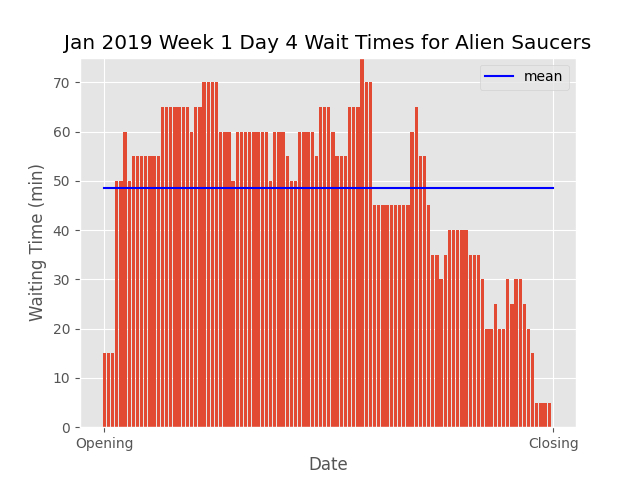 Jan 2019 Week 1 Day 4 Wait Times for Alien Saucers
mean
70
60
50
40
30
20
10
0
Waiting Time (min)
Opening
Closing
Date